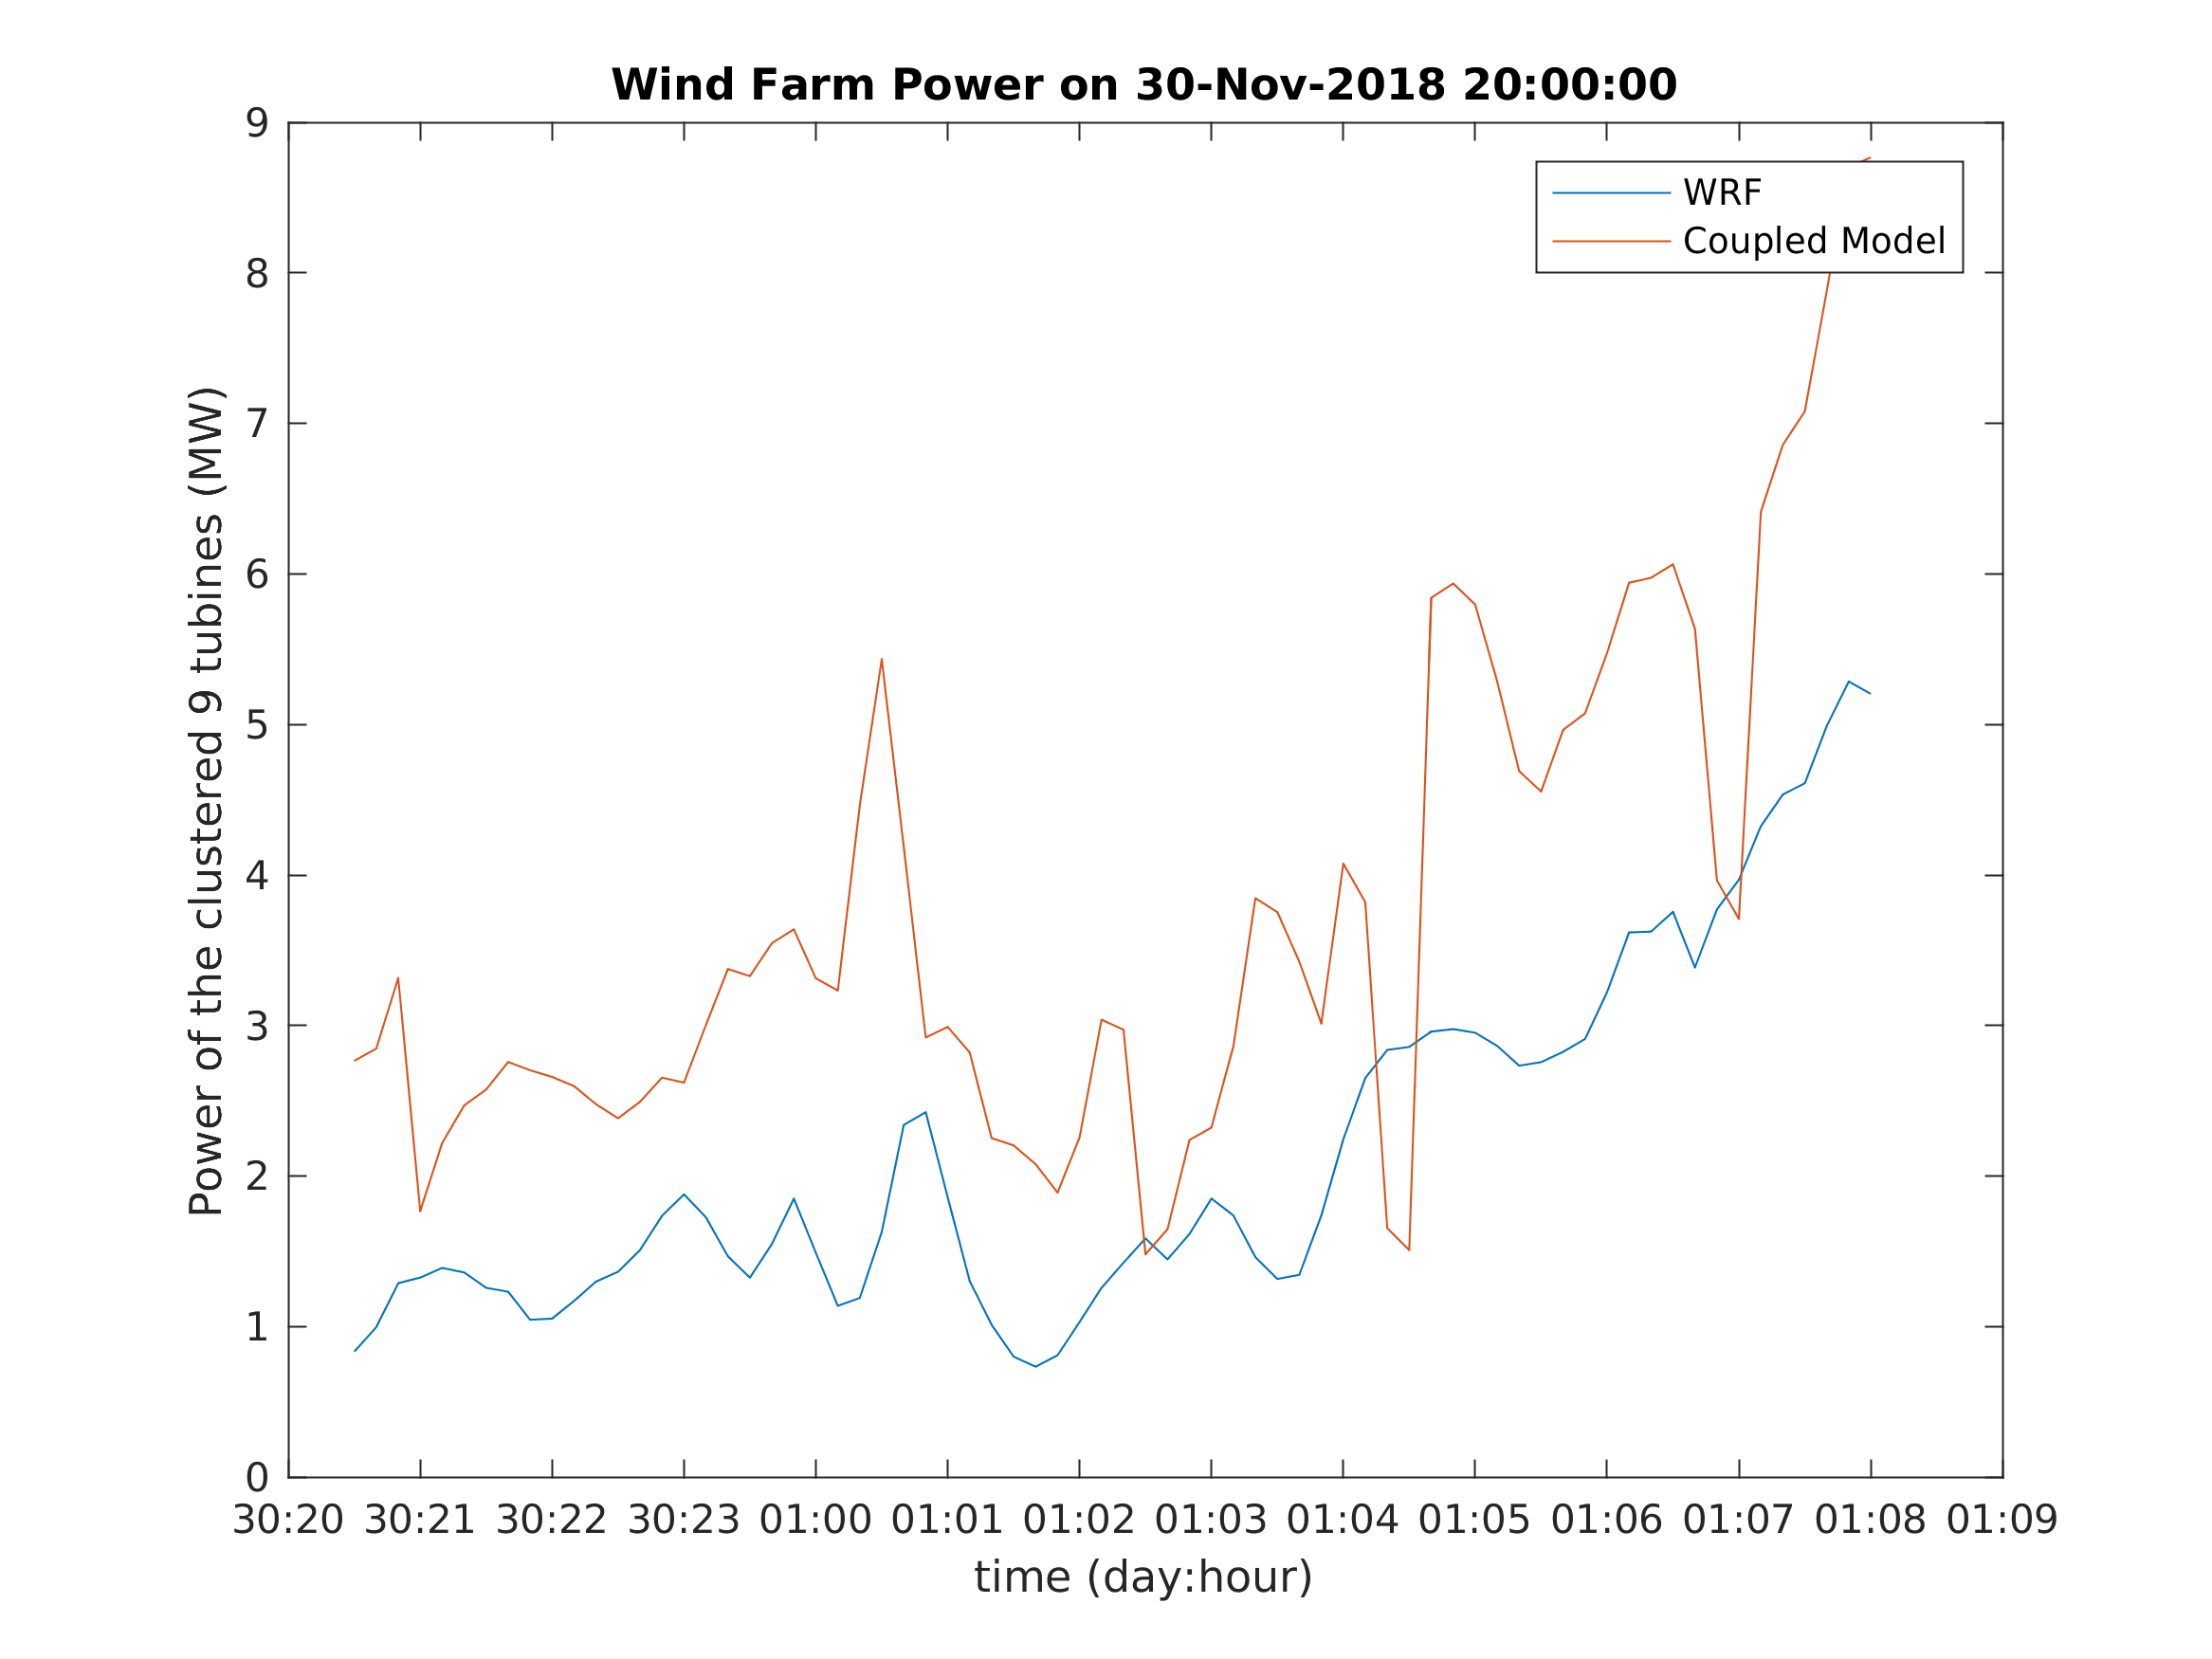 Wind Farm Power on 30-Nov-2018 20:00:00
9
8
7
6
5
4
3
2
1
0
Power of the clustered 9 tubines (MW)
WRF
Coupled Model
30:20 30:21 30:22 30:23 01:00 01:01 01:02 01:03 01:04 01:05 01:06 01:07 01:08 01:09
time (day:hour)